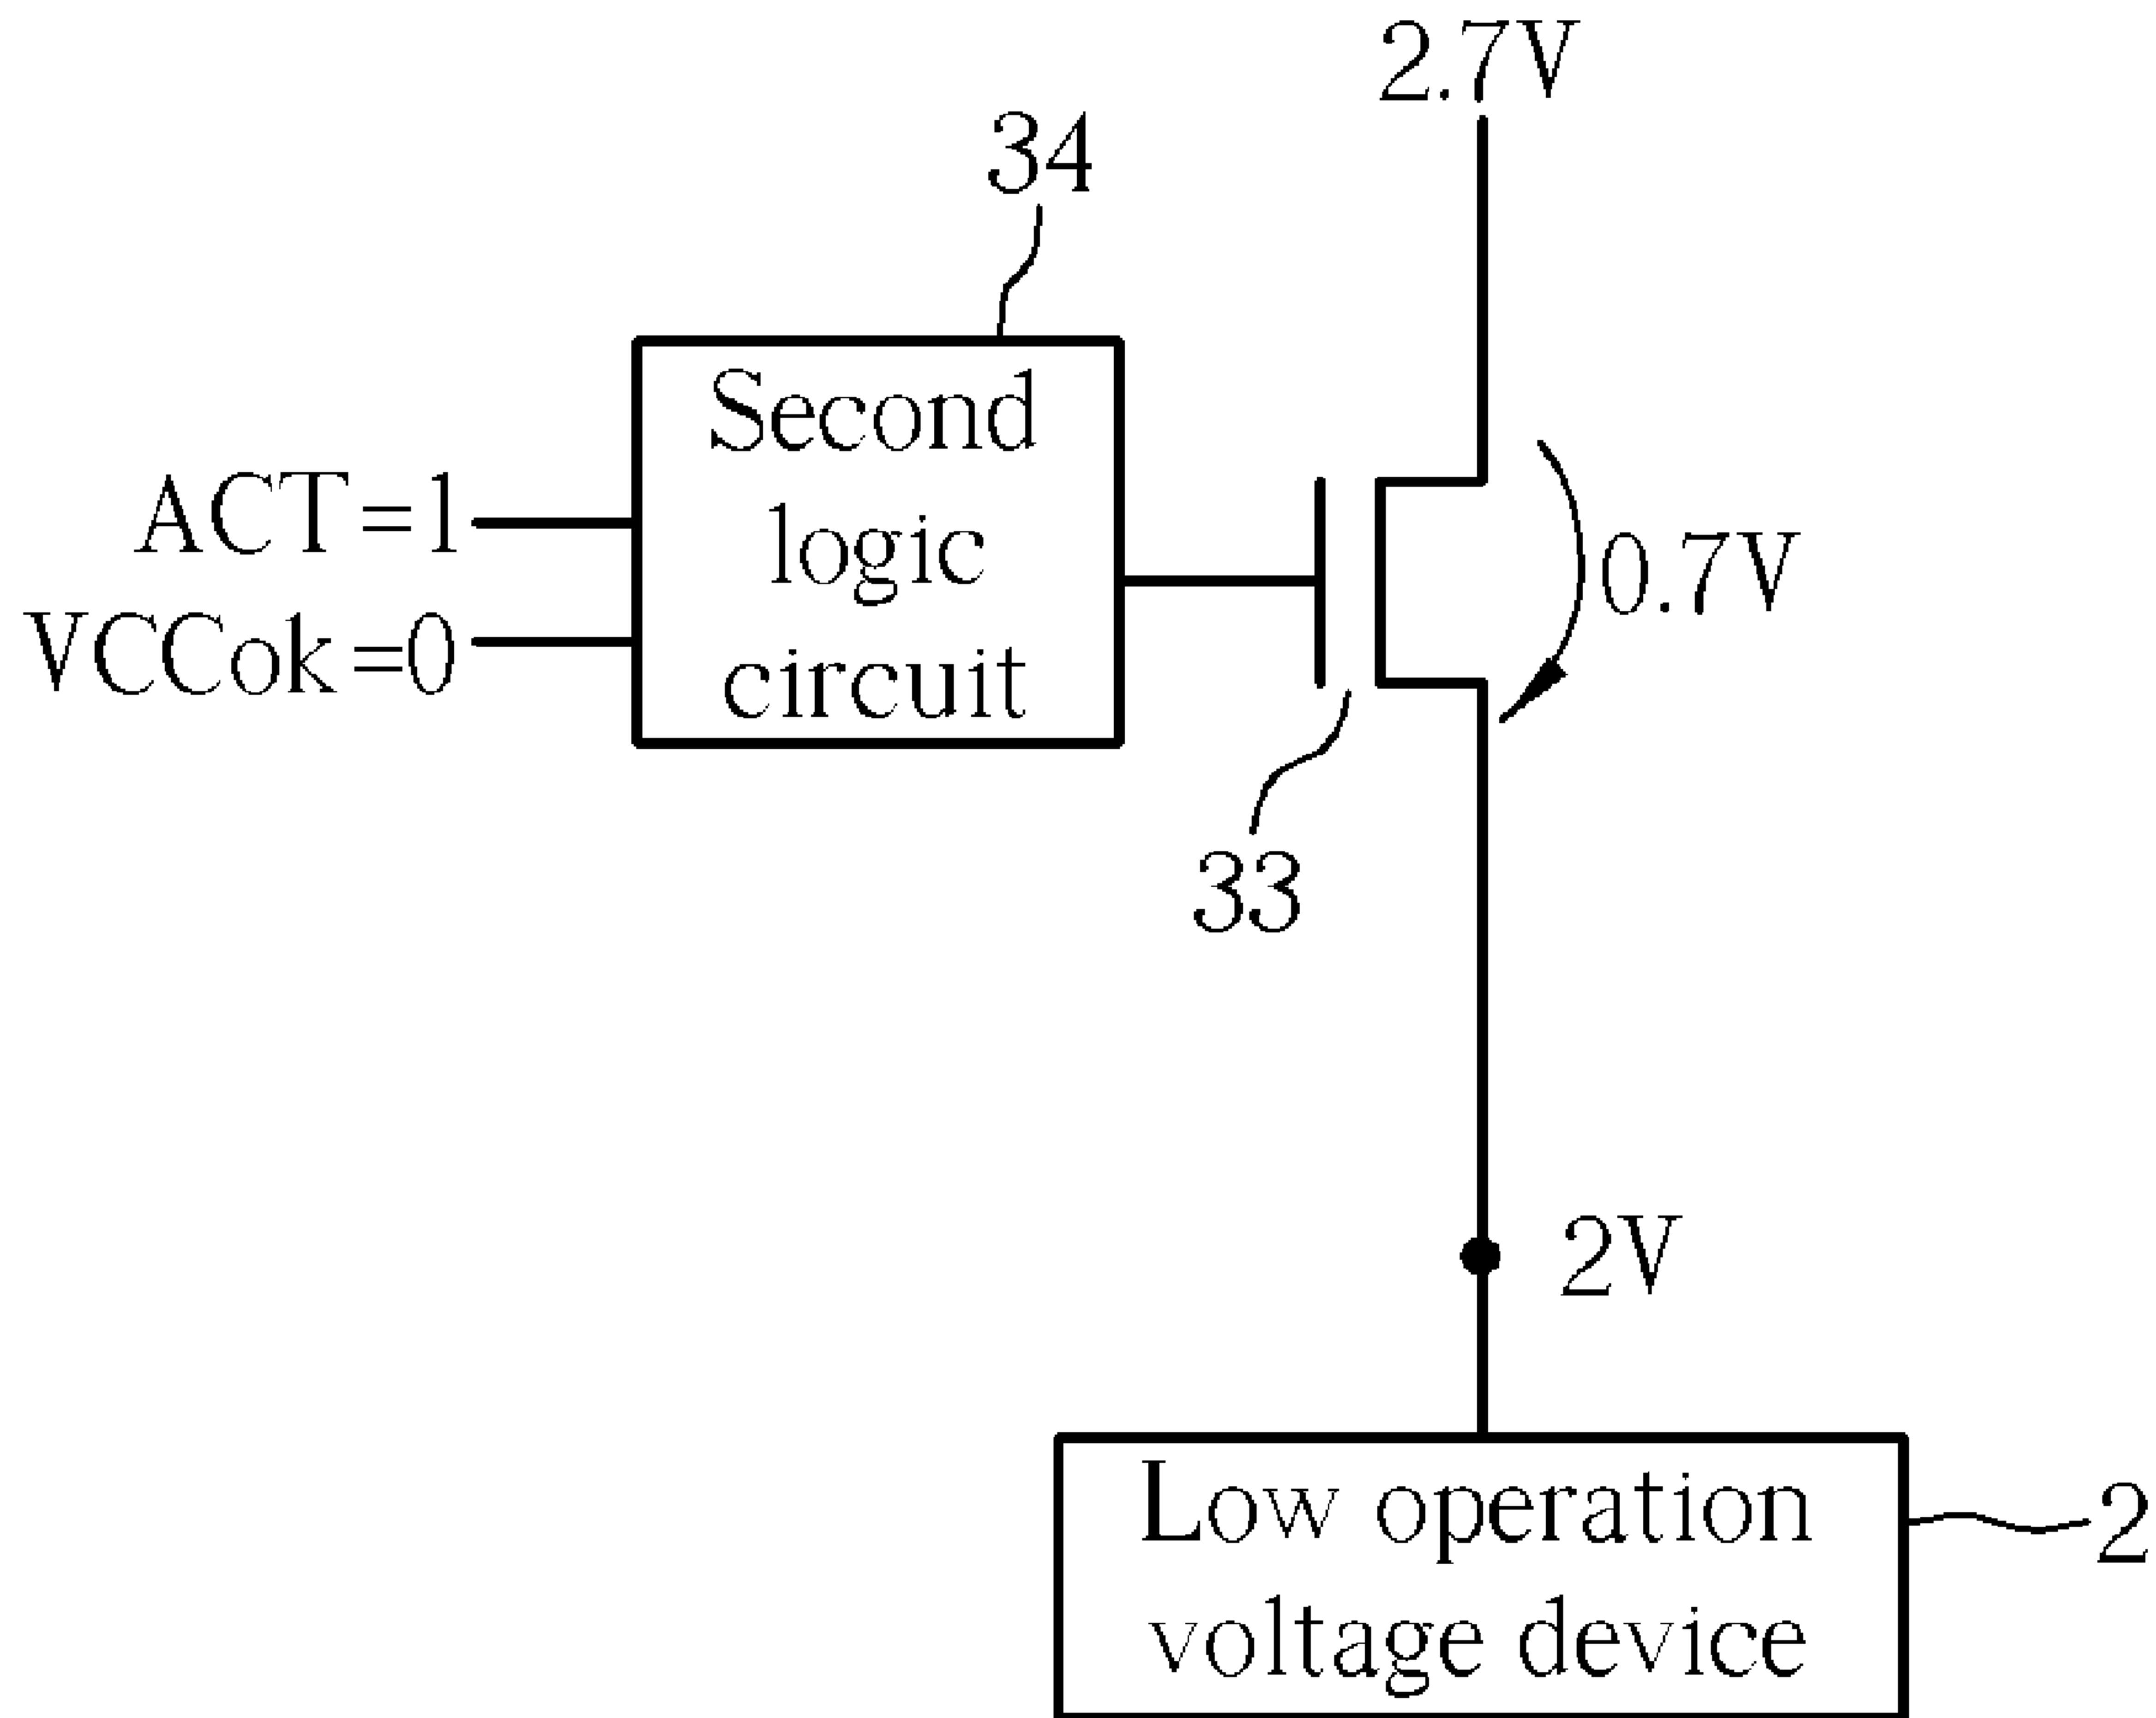 2.7V
34
Second
logic
circuit
ACT=1
VCCok=0
0.7V
33
2V
Low operation
voltage device
2